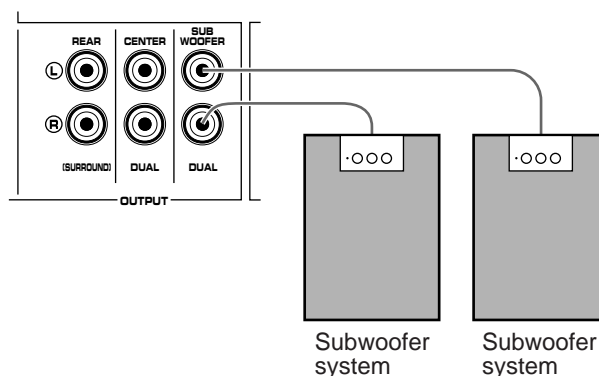 REAR CENTER SUB WOOFER
L
R
(SURROUND) DUAL DUAL
OUTPUT
Subwoofer system
Subwoofer system